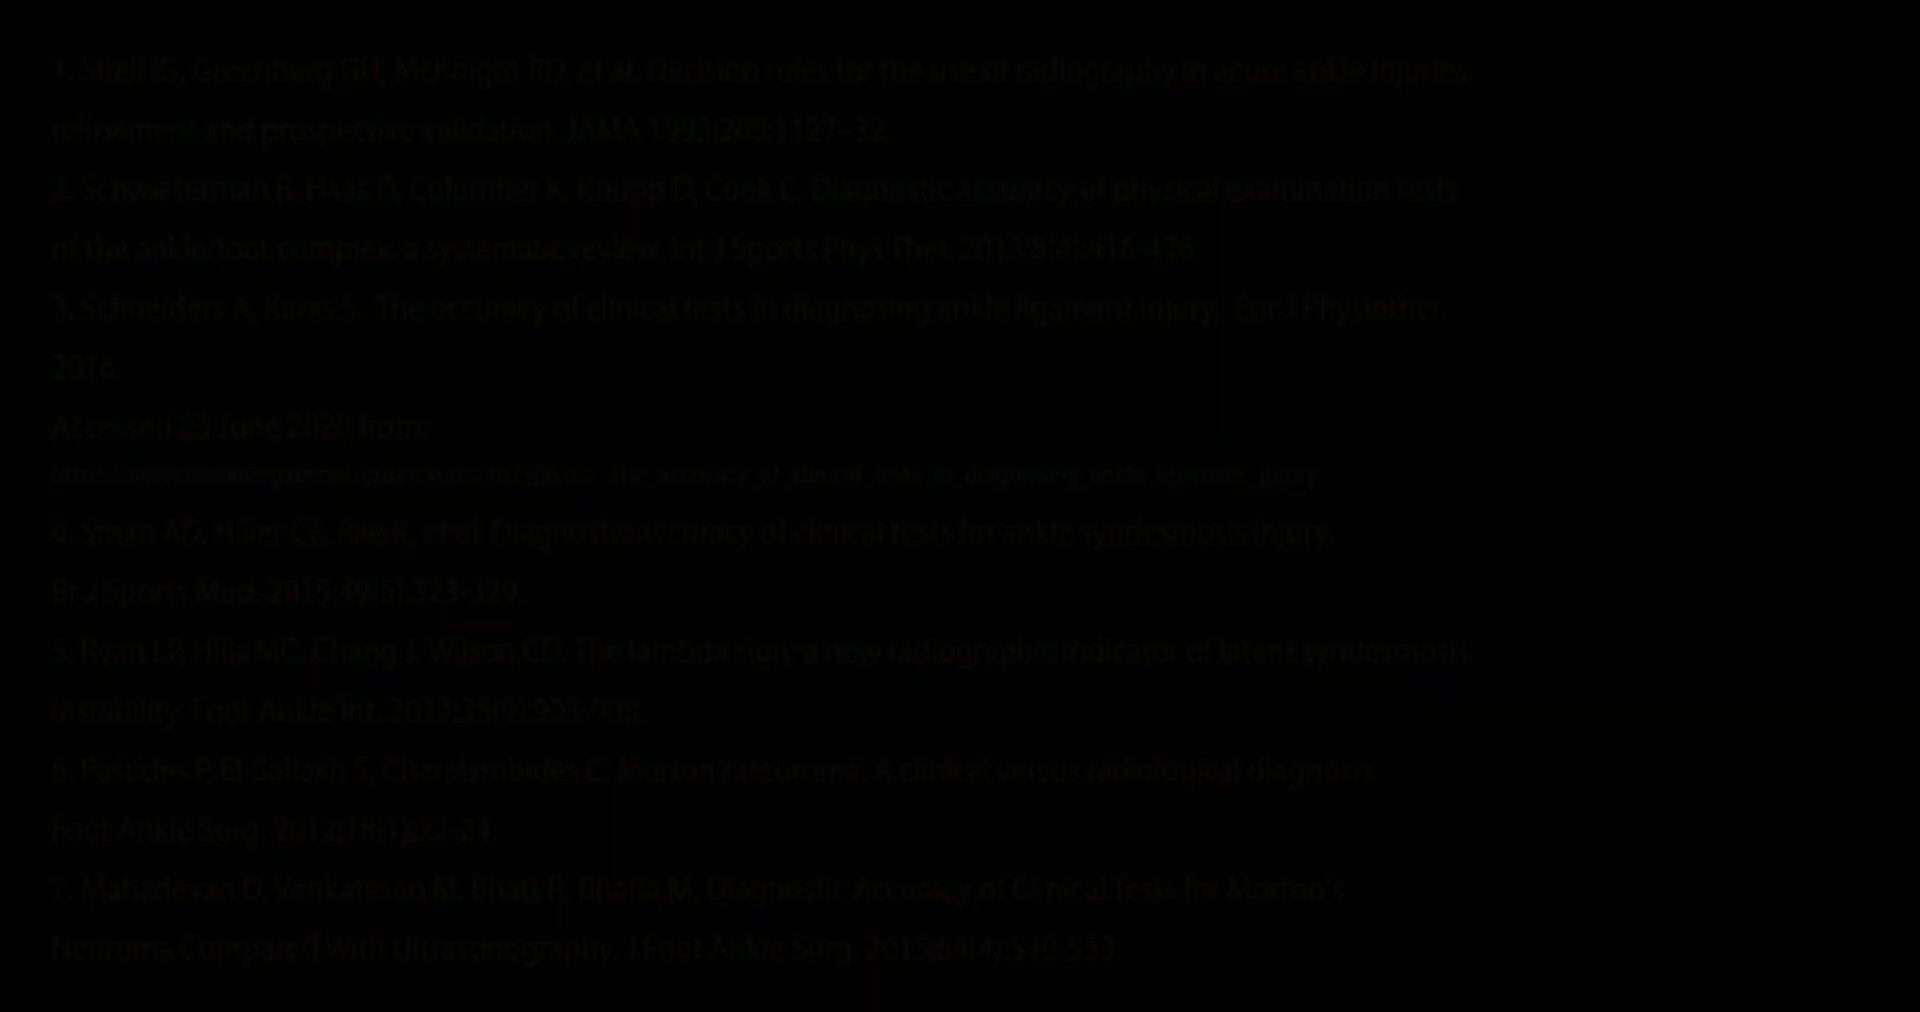 1. Stiell IG, Greenberg GH, McKnight RD, et al. Decision rules for the use of radiography in acute ankle injuries:
refinement and prospective validation. JAMA 1993;269:1127–32.
2. Schwieterman B, Haas D, Columber K, Knupp D, Cook C. Diagnostic accuracy of physical examination tests
of the ankle/foot complex: a systematic review. Int J Sports Phys Ther. 2013;8(4):416-426.
3. Schneiders A, Karas S. The accuracy of clinical tests in diagnosing ankle ligament injury. Eur J Physiother.
2016.
Accessed 23 June 2020 from:
4. Sman AD, Hiller CE, Rae K, et al. Diagnostic accuracy of clinical tests for ankle syndesmosis injury.
Br J Sports Med. 2015;49(5):323-329.
5. Ryan LP, Hills MC, Chang J, Wilson CD. The lambda sign: a new radiographic indicator of latent syndesmosis
instability. Foot Ankle Int. 2014;35(9):903-908.
6. Pastides P, El-Sallakh S, Charalambides C. Morton's neuroma: A clinical versus radiological diagnosis.
Foot Ankle Surg. 2012;18(1):22-24.
7. Mahadevan D, Venkatesan M, Bhatt R, Bhatia M. Diagnostic Accuracy of Clinical Tests for Morton's
Neuroma Compared With Ultrasonography. J Foot Ankle Surg. 2015;54(4):549-553.